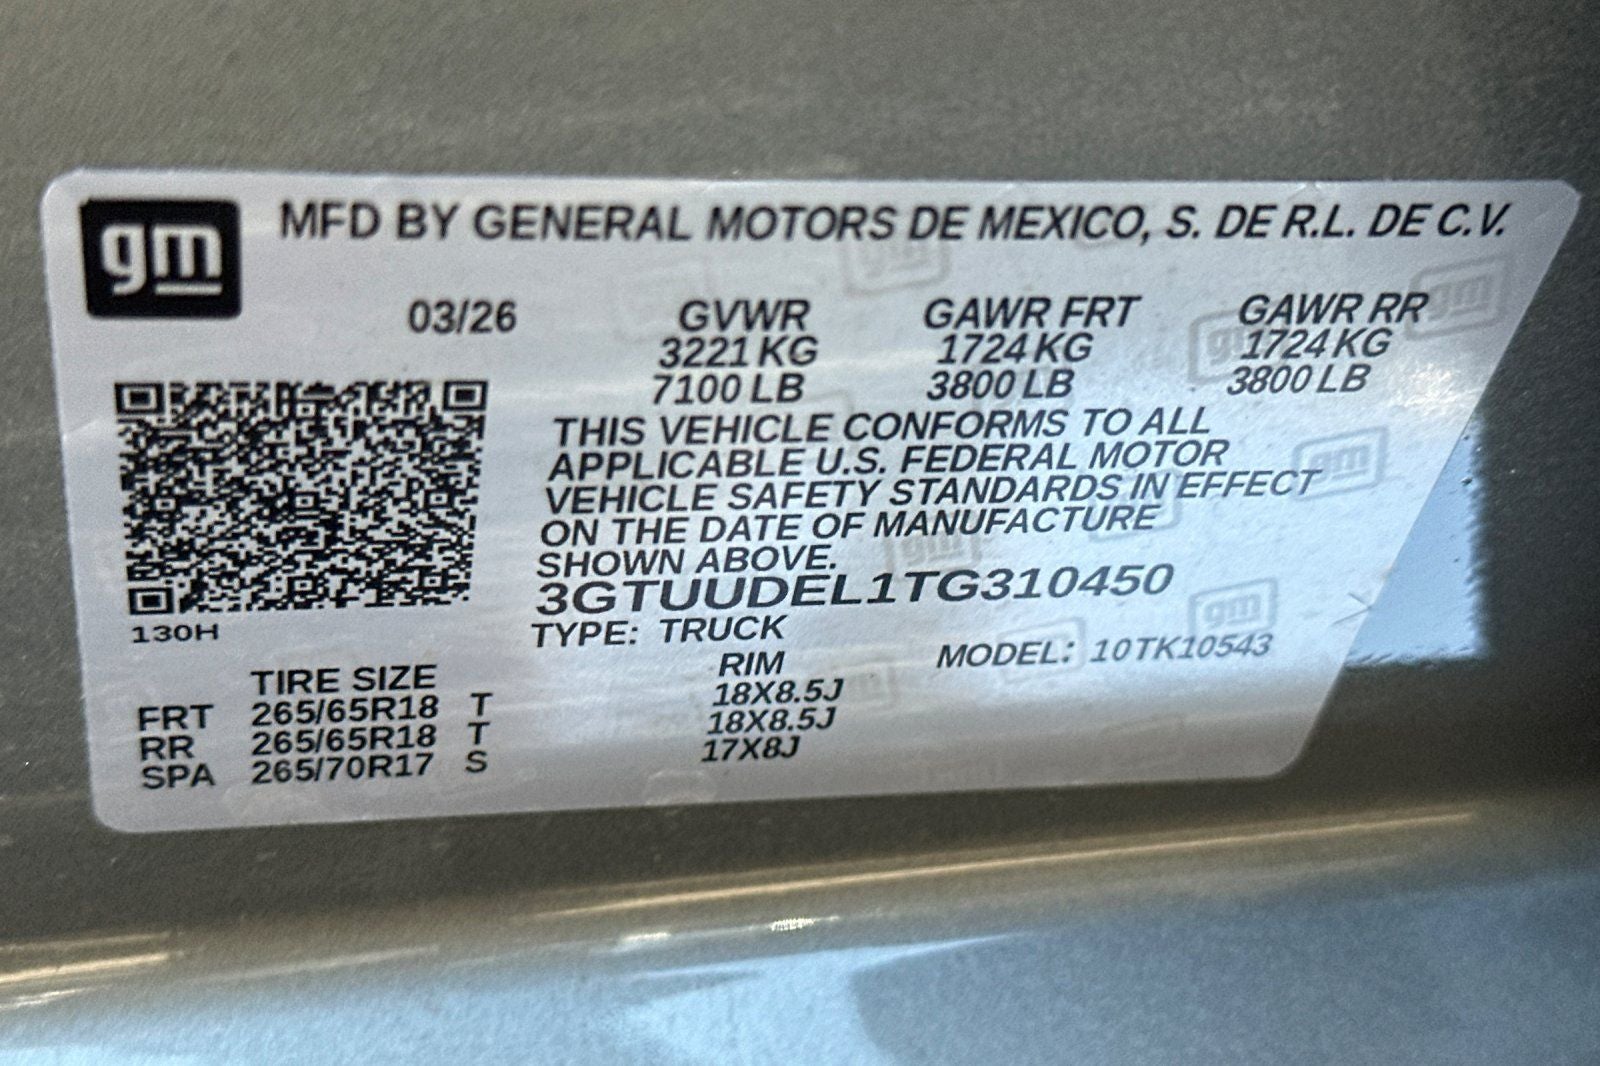 gm
MFD BY GENERAL MOTORS DE MEXICO, S. DE R.L. DE C.V.
03/26 GVWR GAWR FRT GAWR RR
3221 KG 1724 KG 1724 KG
7100 LB 3800 LB 3800 LB
THIS VEHICLE CONFORMS TO ALL
APPLICABLE U.S. FEDERAL MOTOR
VEHICLE SAFETY STANDARDS IN EFFECT
ON THE DATE OF MANUFACTURE
SHOWN ABOVE.
3GTUUDEL1TG310450
130H
TYPE: TRUCK MODEL: 10TK10543
TIRE SIZE RIM
FRT 265/65R18 T 18X8.5J
RR 265/65R18 T 18X8.5J
SPA 265/70R17 S 17X8J